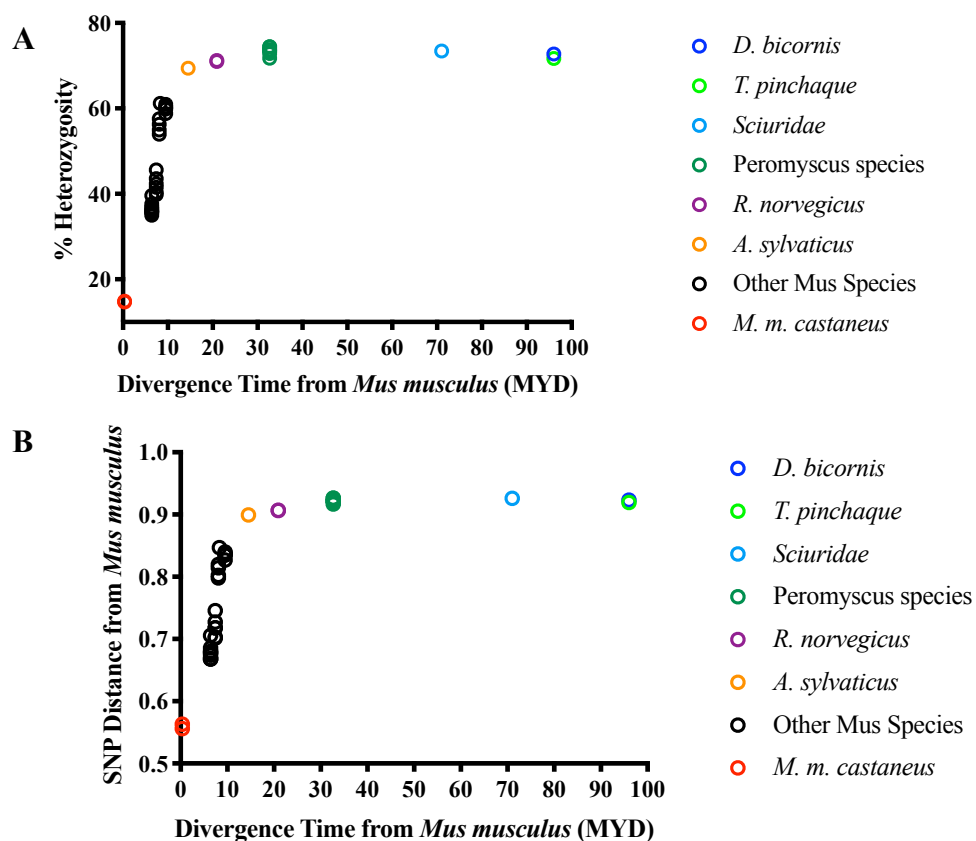 A
% Heterozygosity
80
60
40
20
0 10 20 30 40 50 60 70 80 90 100
Divergence Time from Mus musculus (MYD)
D. bicornis
T. pinchaque
Sciuridae
Peromyscus species
R. norvegicus
A. sylvaticus
Other Mus Species
M. m. castaneus
B
SNP Distance from Mus musculus
1.0
0.9
0.8
0.7
0.6
0.5
0 10 20 30 40 50 60 70 80 90 100
Divergence Time from Mus musculus (MYD)
D. bicornis
T. pinchaque
Sciuridae
Peromyscus species
R. norvegicus
A. sylvaticus
Other Mus Species
M. m. castaneus